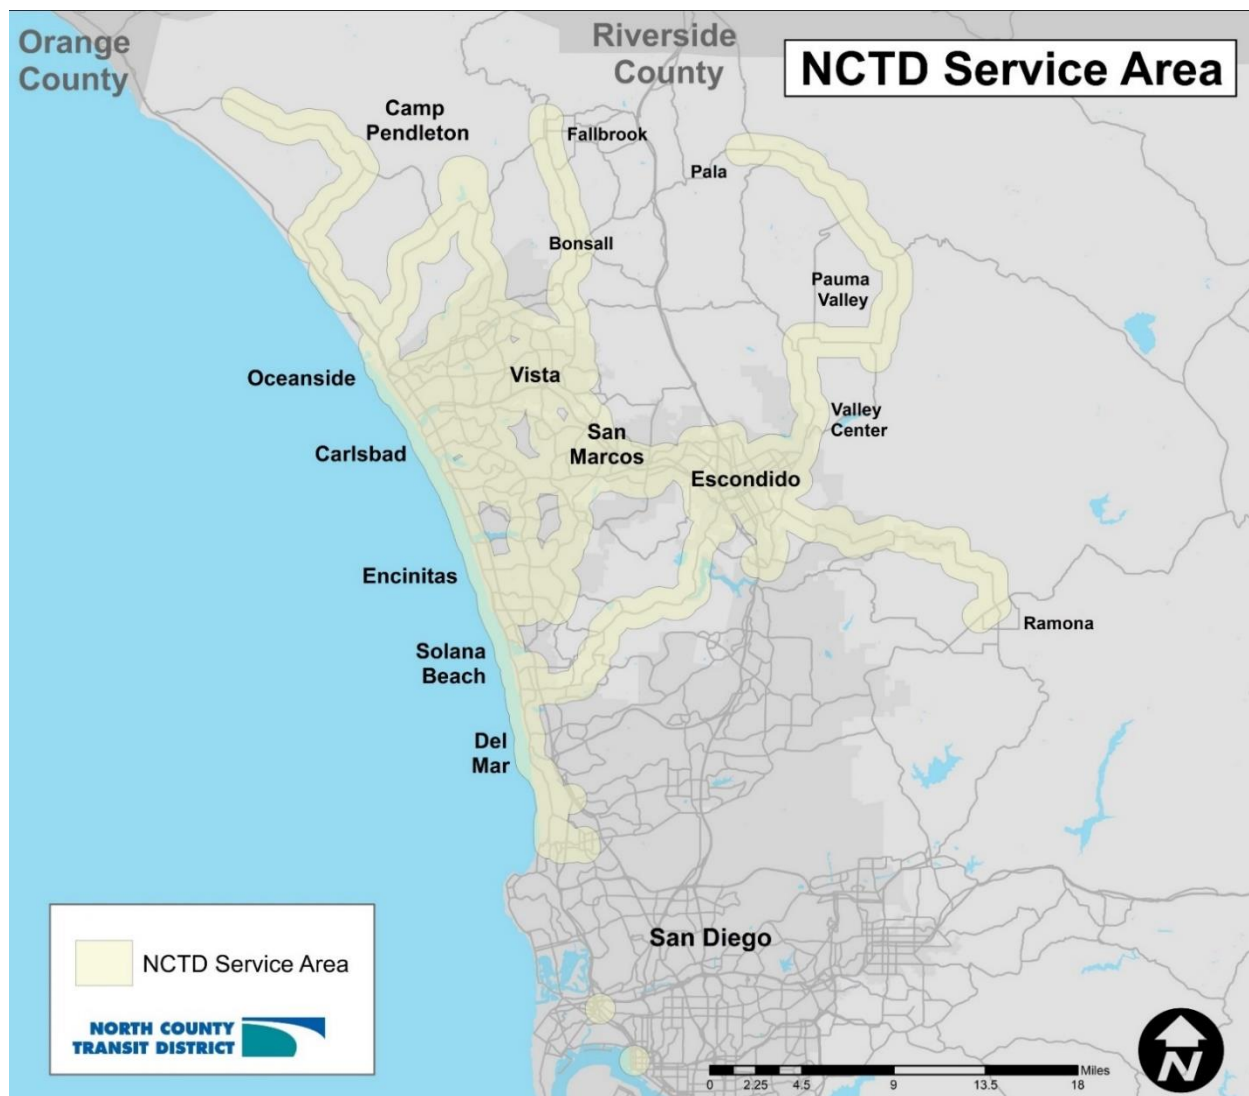 Orange
County
Riverside
County
NCTD Service Area
Camp
Pendleton
Fallbrook
Pala
Bonsall
Pauma
Valley
Oceanside
Vista
Valley
Center
Carlsbad
San
Marcos
Escondido
Encinitas
Ramona
Solana
Beach
Del
Mar
San Diego
NCTD Service Area
NORTH COUNTY
TRANSIT DISTRICT
N
Miles
0 2.25 4.5 9 13.5 18